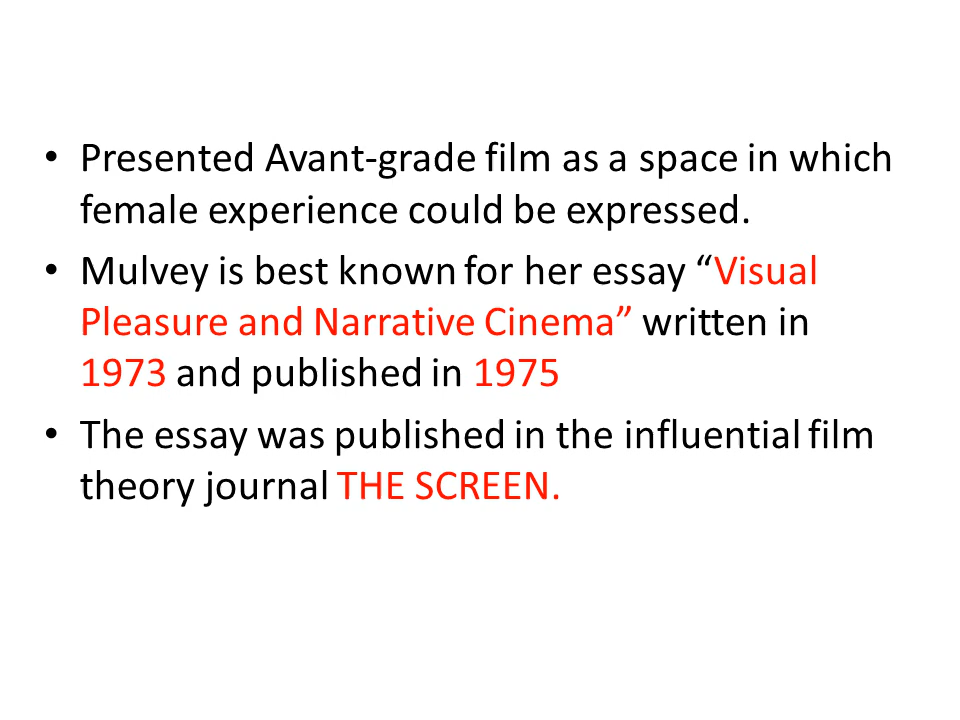 • Presented Avant-grade film as a space in which
female experience could be expressed.
• Mulvey is best known for her essay “Visual
Pleasure and Narrative Cinema” written in
1973 and published in 1975
• The essay was published in the influential film
theory journal THE SCREEN.